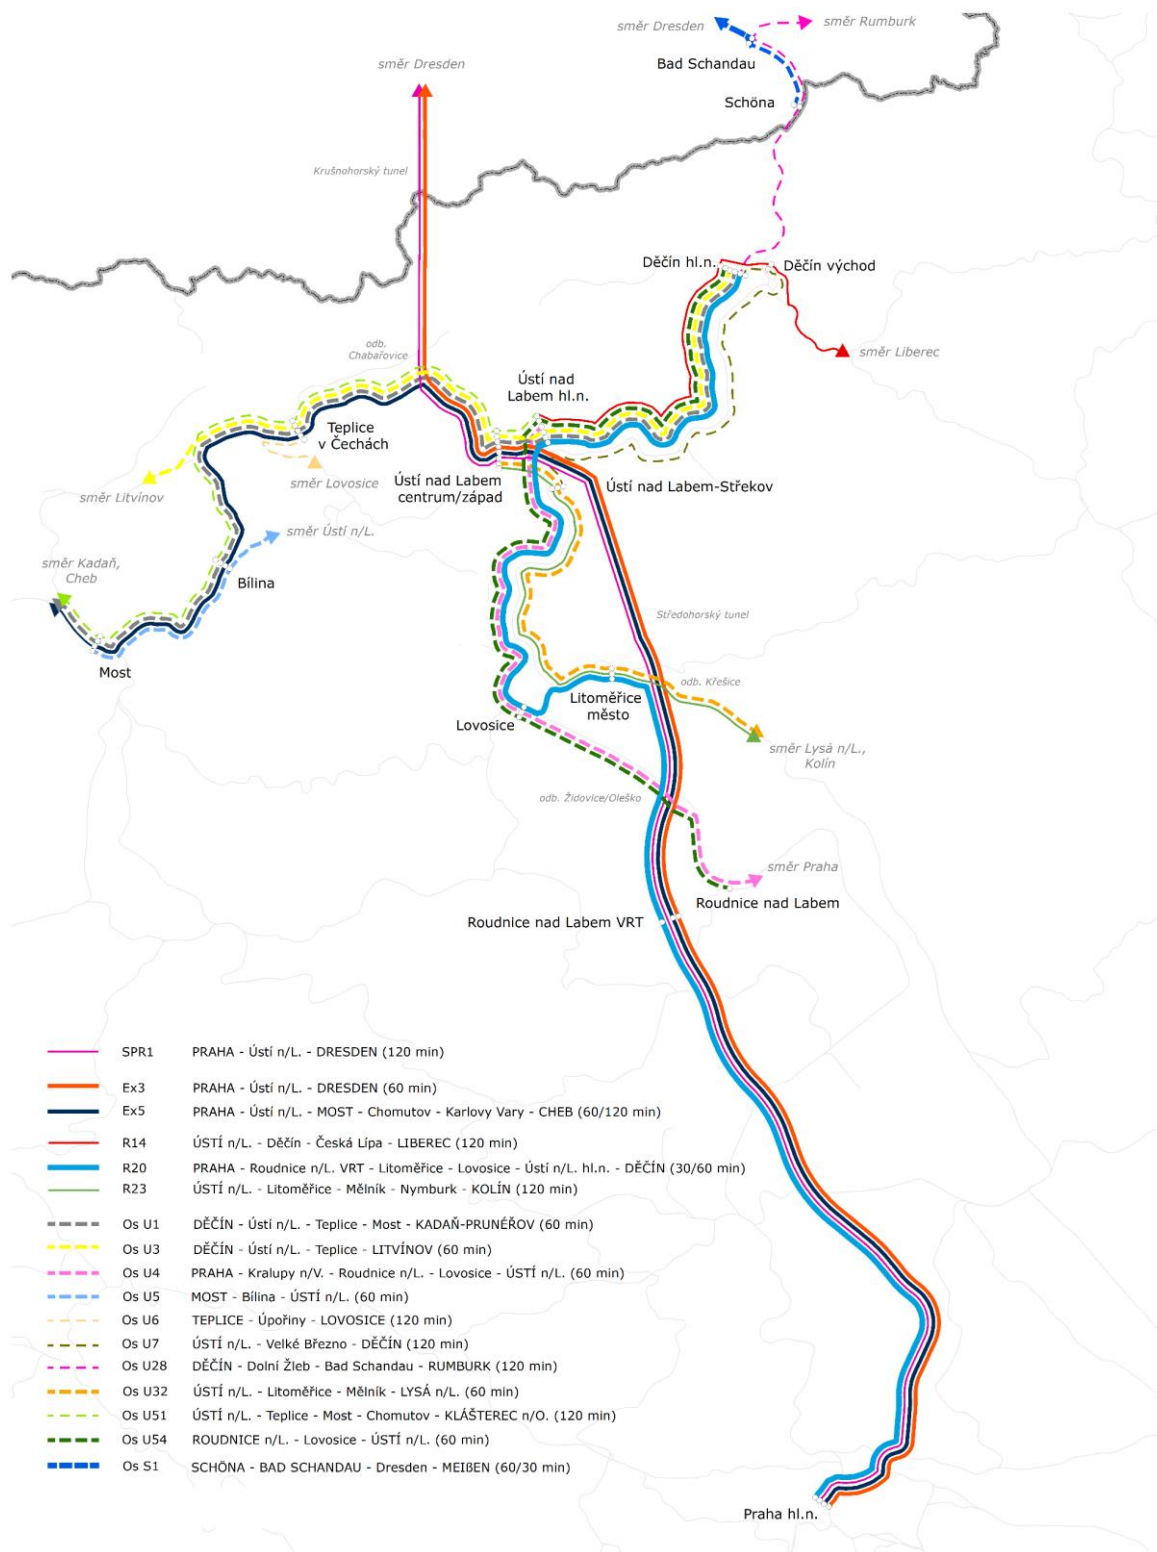 směr Dresden
směr Rumburk
Bad Schandau
směr Dresden
Schöna
Krušnohorský tunel
Děčín hl.n.
Děčín východ
odb.
Chabařovice
směr Liberec
Ústí nad
Labem hl.n.
Teplice
v Čechách
Ústí nad Labem
centrum/západ
Ústí nad Labem-Střekov
směr Lovosice
směr Litvínov
směr Ústí n/L.
směr Kadaň,
Cheb
Bílina
Středohorský tunel
Most
odb. Křešice
Litoměřice
město
Lovosice
směr Lysá n/L.,
Kolín
odb. Židovice/Oleško
směr Praha
Roudnice nad Labem
Roudnice nad Labem VRT
SPR1 PRAHA - Ústí n/L. - DRESDEN (120 min)
Ex3 PRAHA - Ústí n/L. - DRESDEN (60 min)
Ex5 PRAHA - Ústí n/L. - MOST - Chomutov - Karlovy Vary - CHEB (60/120 min)
R14 ÚSTÍ n/L. - Děčín - Česká Lípa - LIBEREC (120 min)
R20 PRAHA - Roudnice n/L. VRT - Litoměřice - Lovosice - Ústí n/L. hl.n. - DĚČÍN (30/60 min)
R23 ÚSTÍ n/L. - Litoměřice - Mělník - Nymburk - KOLÍN (120 min)
Os U1 DĚČÍN - Ústí n/L. - Teplice - Most - KADAŇ-PRUNÉŘOV (60 min)
Os U3 DĚČÍN - Ústí n/L. - Teplice - LITVÍNOV (60 min)
Os U4 PRAHA - Kralupy n/V. - Roudnice n/L. - Lovosice - ÚSTÍ n/L. (60 min)
Os U5 MOST - Bílina - ÚSTÍ n/L. (60 min)
Os U6 TEPLICE - Úpořiny - LOVOSICE (120 min)
Os U7 ÚSTÍ n/L. - Velké Březno - DĚČÍN (120 min)
Os U28 DĚČÍN - Dolní Žleb - Bad Schandau - RUMBURK (120 min)
Os U32 ÚSTÍ n/L. - Litoměřice - Mělník - LYSÁ n/L. (60 min)
Os U51 ÚSTÍ n/L. - Teplice - Most - Chomutov - KLÁŠTEREC n/O. (120 min)
Os U54 ROUDNICE n/L. - Lovosice - ÚSTÍ n/L. (60 min)
Os S1 SCHÖNA - BAD SCHANDAU - Dresden - MEIßEN (60/30 min)
Praha hl.n.